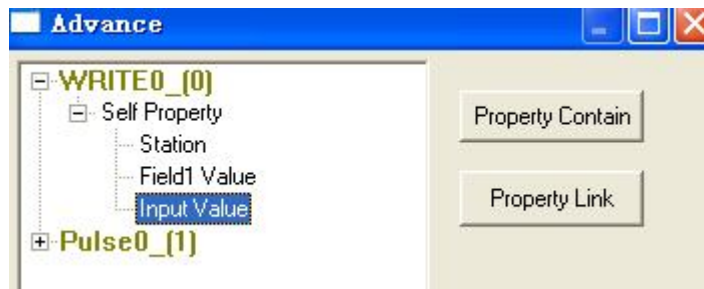 Advance
WRITE0_(0)
Self Property
Station
Field1 Value
Input Value
Pulse0_(1)
Property Contain
Property Link